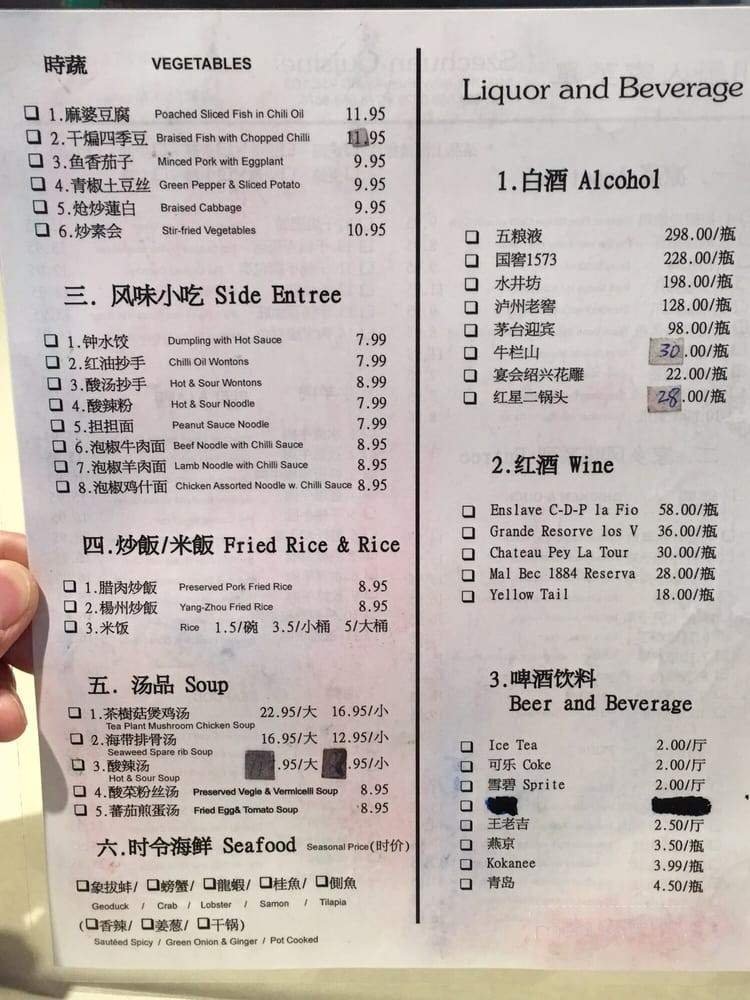 時蔬 VEGETABLES
1.麻婆豆腐 Poached Sliced Fish in Chili Oil 11.95
2.干煸四季豆 Braised Fish with Chopped Chilli 11.95
3.鱼香茄子 Minced Pork with Eggplant 9.95
4.青椒土豆丝 Green Pepper & Sliced Potato 9.95
5.炝炒蓮白 Braised Cabbage 9.95
6.炒素会 Stir-fried Vegetables 10.95
三. 风味小吃 Side Entree
1.钟水饺 Dumpling with Hot Sauce 7.99
2.红油抄手 Chilli Oil Wontons 7.99
3.酸汤抄手 Hot & Sour Wontons 8.99
4.酸辣粉 Hot & Sour Noodle 7.99
5.担担面 Peanut Sauce Noodle 7.99
6.泡椒牛肉面 Beef Noodle with Chilli Sauce 8.95
7.泡椒羊肉面 Lamb Noodle with Chilli Sauce 8.95
8.泡椒鸡什面 Chicken Assorted Noodle w. Chilli Sauce 8.95
四.炒飯/米飯 Fried Rice & Rice
1.腊肉炒飯 Preserved Pork Fried Rice 8.95
2.楊州炒飯 Yang-Zhou Fried Rice 8.95
3.米饭 Rice 1.5/碗 3.5/小桶 5/大桶
五. 汤品 Soup
1.茶樹菇煲鸡汤 22.95/大 16.95/小
Tea Plant Mushroom Chicken Soup
2.海带排骨汤 16.95/大 12.95/小
Seaweed Spare rib Soup
3.酸辣汤 .95/大 .95/小
Hot & Sour Soup
4.酸菜粉丝汤 Preserved Vegie & Vermicelli Soup 8.95
5.蕃茄煎蛋汤 Fried Egg& Tomato Soup 8.95
六.时令海鲜 Seafood Seasonal Price(时价)
象拔蚌/ 螃蟹/ 龍蝦/ 桂魚/ 側魚
Geoduck / Crab / Lobster / Samon / Tilapia
(香辣/ 姜葱/ 干锅)
Sautéed Spicy / Green Onion & Ginger / Pot Cooked
Liquor and Beverage
1.白酒 Alcohol
五粮液 298.00/瓶
国窖1573 228.00/瓶
水井坊 198.00/瓶
泸州老窖 128.00/瓶
茅台迎宾 98.00/瓶
牛栏山 30.00/瓶
宴会绍兴花雕 22.00/瓶
红星二锅头 28.00/瓶
2.红酒 Wine
Enslave C-D-P la Fio 58.00/瓶
Grande Resorve los V 36.00/瓶
Chateau Pey La Tour 30.00/瓶
Mal Bec 1884 Reserva 28.00/瓶
Yellow Tail 18.00/瓶
3.啤酒饮料
Beer and Beverage
Ice Tea 2.00/厅
可乐 Coke 2.00/厅
雪碧 Sprite 2.00/厅
王老吉 2.50/厅
燕京 3.50/瓶
Kokanee 3.99/瓶
青岛 4.50/瓶